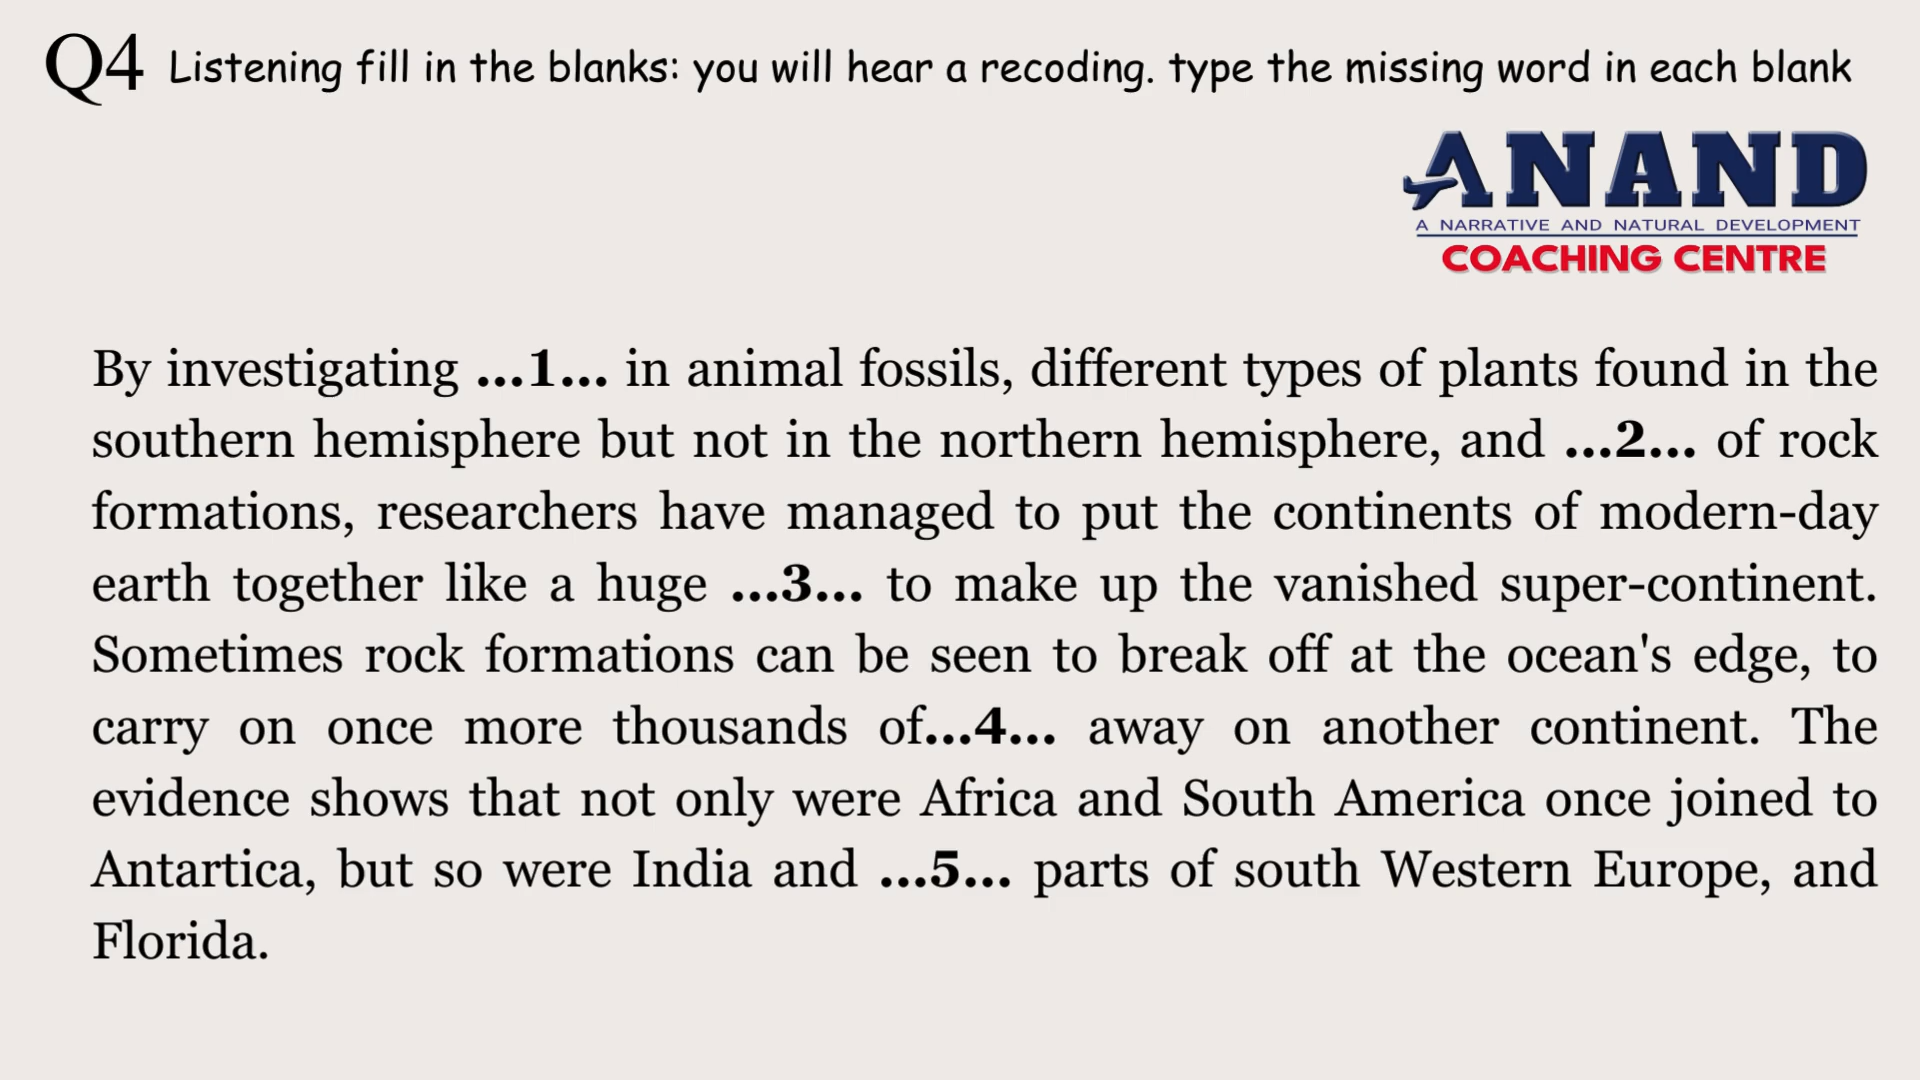 Q4 Listening fill in the blanks: you will hear a recoding. type the missing word in each blank
ANAND
A NARRATIVE AND NATURAL DEVELOPMENT
COACHING CENTRE
By investigating ...1... in animal fossils, different types of plants found in the
southern hemisphere but not in the northern hemisphere, and ...2... of rock
formations, researchers have managed to put the continents of modern-day
earth together like a huge ...3... to make up the vanished super-continent.
Sometimes rock formations can be seen to break off at the ocean's edge, to
carry on once more thousands of...4... away on another continent. The
evidence shows that not only were Africa and South America once joined to
Antartica, but so were India and ...5... parts of south Western Europe, and
Florida.